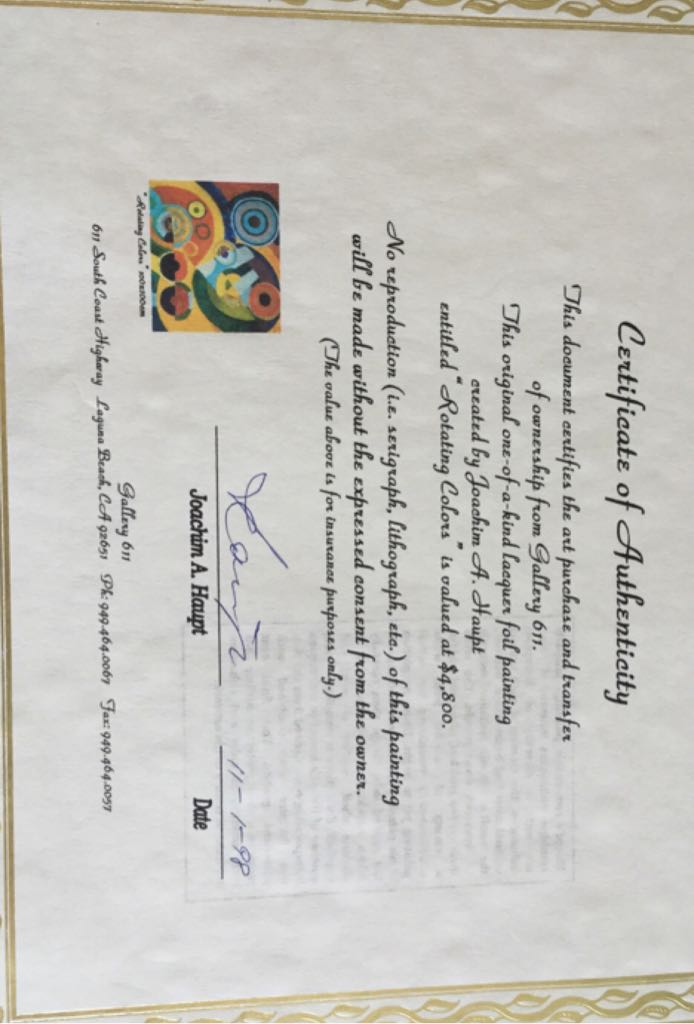 Certificate of Authenticity
This document certifies the art purchase and transfer
of ownership from Gallery 611.
This original one-of-a-kind lacquer foil painting
created by Joachim A. Haupt
entitled "Rotating Colors" is valued at $4,800.
No reproduction (i.e. serigraph, lithograph, etc.) of this painting
will be made without the expressed consent from the owner.
(The value above is for insurance purposes only.)
"Rotating Colors" 100x100cm
Haupt
11-1-98
Joachim A. Haupt
Date
Gallery 611
611 South Coast Highway Laguna Beach, CA 92651 Ph: 949.464.0067 Fax: 949.464.0057